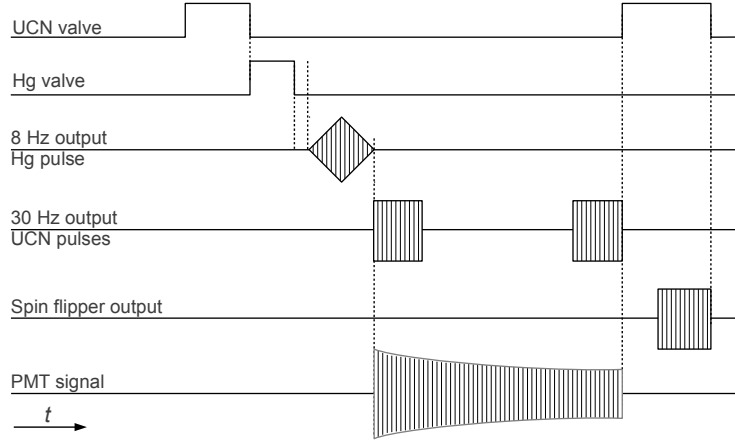 UCN valve
Hg valve
8 Hz output
Hg pulse
30 Hz output
UCN pulses
Spin flipper output
PMT signal
t